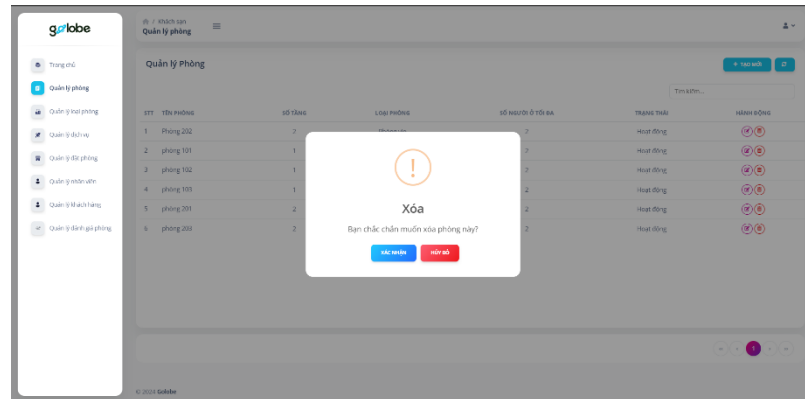 golobe
/ Khách sạn
Quản lý phòng
Trang chủ
Quản lý phòng
Quản lý loại phòng
Quản lý dịch vụ
Quản lý đặt phòng
Quản lý nhân viên
Quản lý khách hàng
Quản lý đánh giá phòng
Quản lý Phòng
+ TẠO MỚI
Tìm kiếm...
STT TÊN PHÒNG SỐ TẦNG LOẠI PHÒNG SỐ NGƯỜI Ở TỐI ĐA TRẠNG THÁI HÀNH ĐỘNG
1 Phòng 202 2 2 Hoạt động
2 phòng 101 1 2 Hoạt động
3 phòng 102 1 2 Hoạt động
4 phòng 103 1 2 Hoạt động
5 phòng 201 2 2 Hoạt động
6 phòng 203 2 2 Hoạt động
!
Xóa
Bạn chắc chắn muốn xóa phòng này?
XÁC NHẬN HỦY BỎ
1
© 2024 Golobe